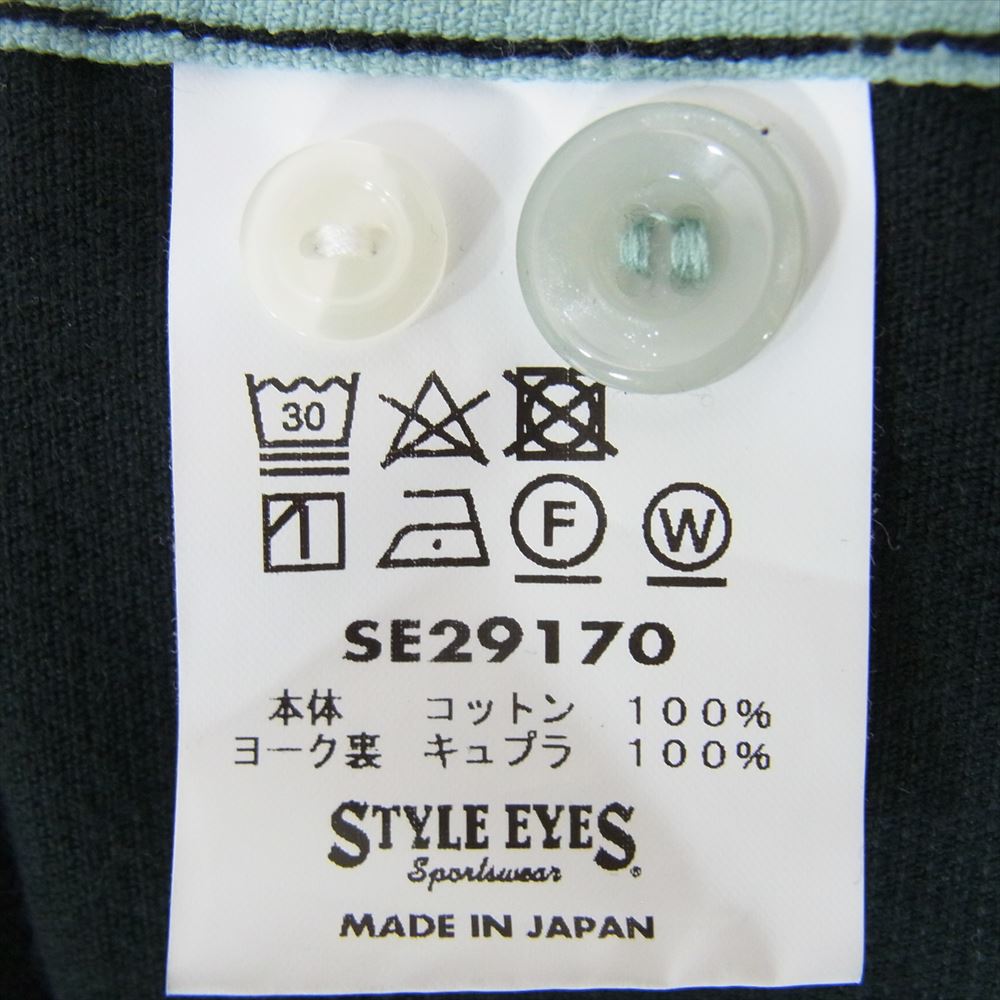 30
F W
SE29170
本体 コットン 100%
ヨーク裏 キュプラ 100%
STYLE EYES
Sportswear ®
MADE IN JAPAN